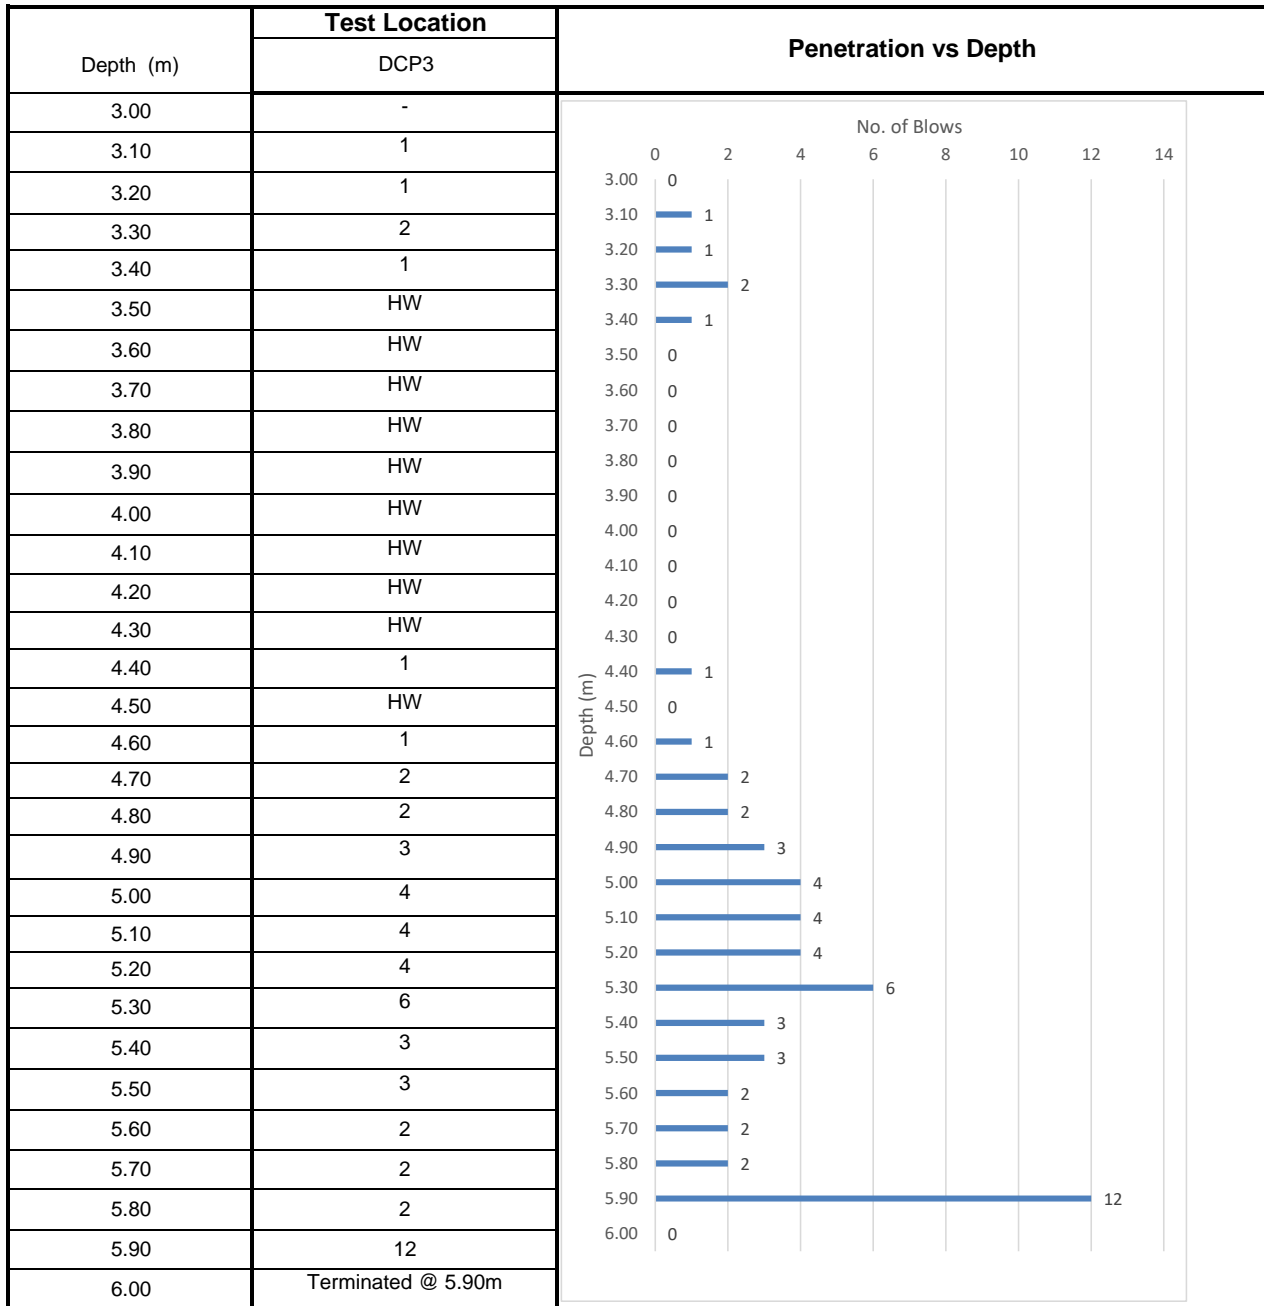 Depth (m)
Test Location
DCP3
Penetration vs Depth
3.00 -
3.10 1
3.20 1
3.30 2
3.40 1
3.50 HW
3.60 HW
3.70 HW
3.80 HW
3.90 HW
4.00 HW
4.10 HW
4.20 HW
4.30 HW
4.40 1
4.50 HW
4.60 1
4.70 2
4.80 2
4.90 3
5.00 4
5.10 4
5.20 4
5.30 6
5.40 3
5.50 3
5.60 2
5.70 2
5.80 2
5.90 12
6.00 Terminated @ 5.90m
No. of Blows
0 2 4 6 8 10 12 14
Depth (m)
3.00 0
3.10 1
3.20 1
3.30 2
3.40 1
3.50 0
3.60 0
3.70 0
3.80 0
3.90 0
4.00 0
4.10 0
4.20 0
4.30 0
4.40 1
4.50 0
4.60 1
4.70 2
4.80 2
4.90 3
5.00 4
5.10 4
5.20 4
5.30 6
5.40 3
5.50 3
5.60 2
5.70 2
5.80 2
5.90 12
6.00 0